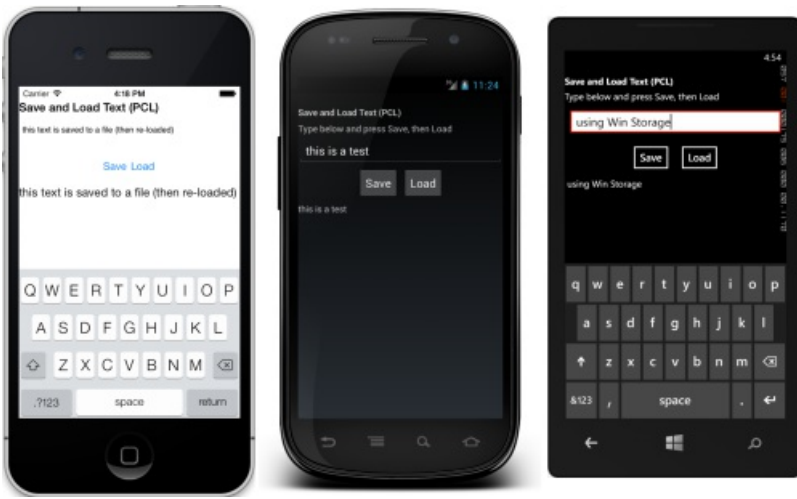 Carrier 4:18 PM
Save and Load Text (PCL)
this text is saved to a file (then re-loaded)
Save Load
this text is saved to a file (then re-loaded)
Q W E R T Y U I O P
A S D F G H J K L
Z X C V B N M
.?123 space return
11:24
Save and Load Text (PCL)
Type below and press Save, then Load
this is a test
Save Load
this is a test
4:54
Save and Load Text (PCL)
Type below and press Save, then Load
using Win Storage
Save Load
using Win Storage
q w e r t y u i o p
a s d f g h j k l
z x c v b n m
&123 , space .